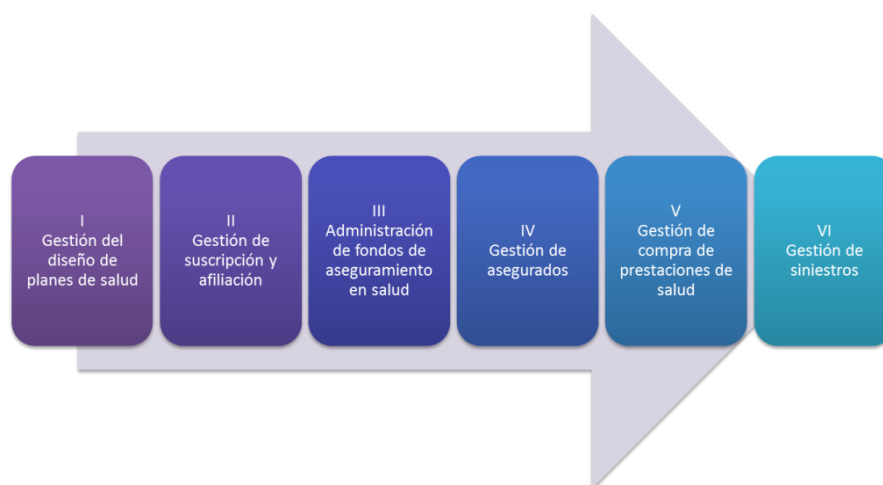 I
Gestión del
diseño de
planes de salud
II
Gestión de
suscripción y
afiliación
III
Administración
de fondos de
aseguramiento
en salud
IV
Gestión de
asegurados
V
Gestión de
compra de
prestaciones de
salud
VI
Gestión de
siniestros